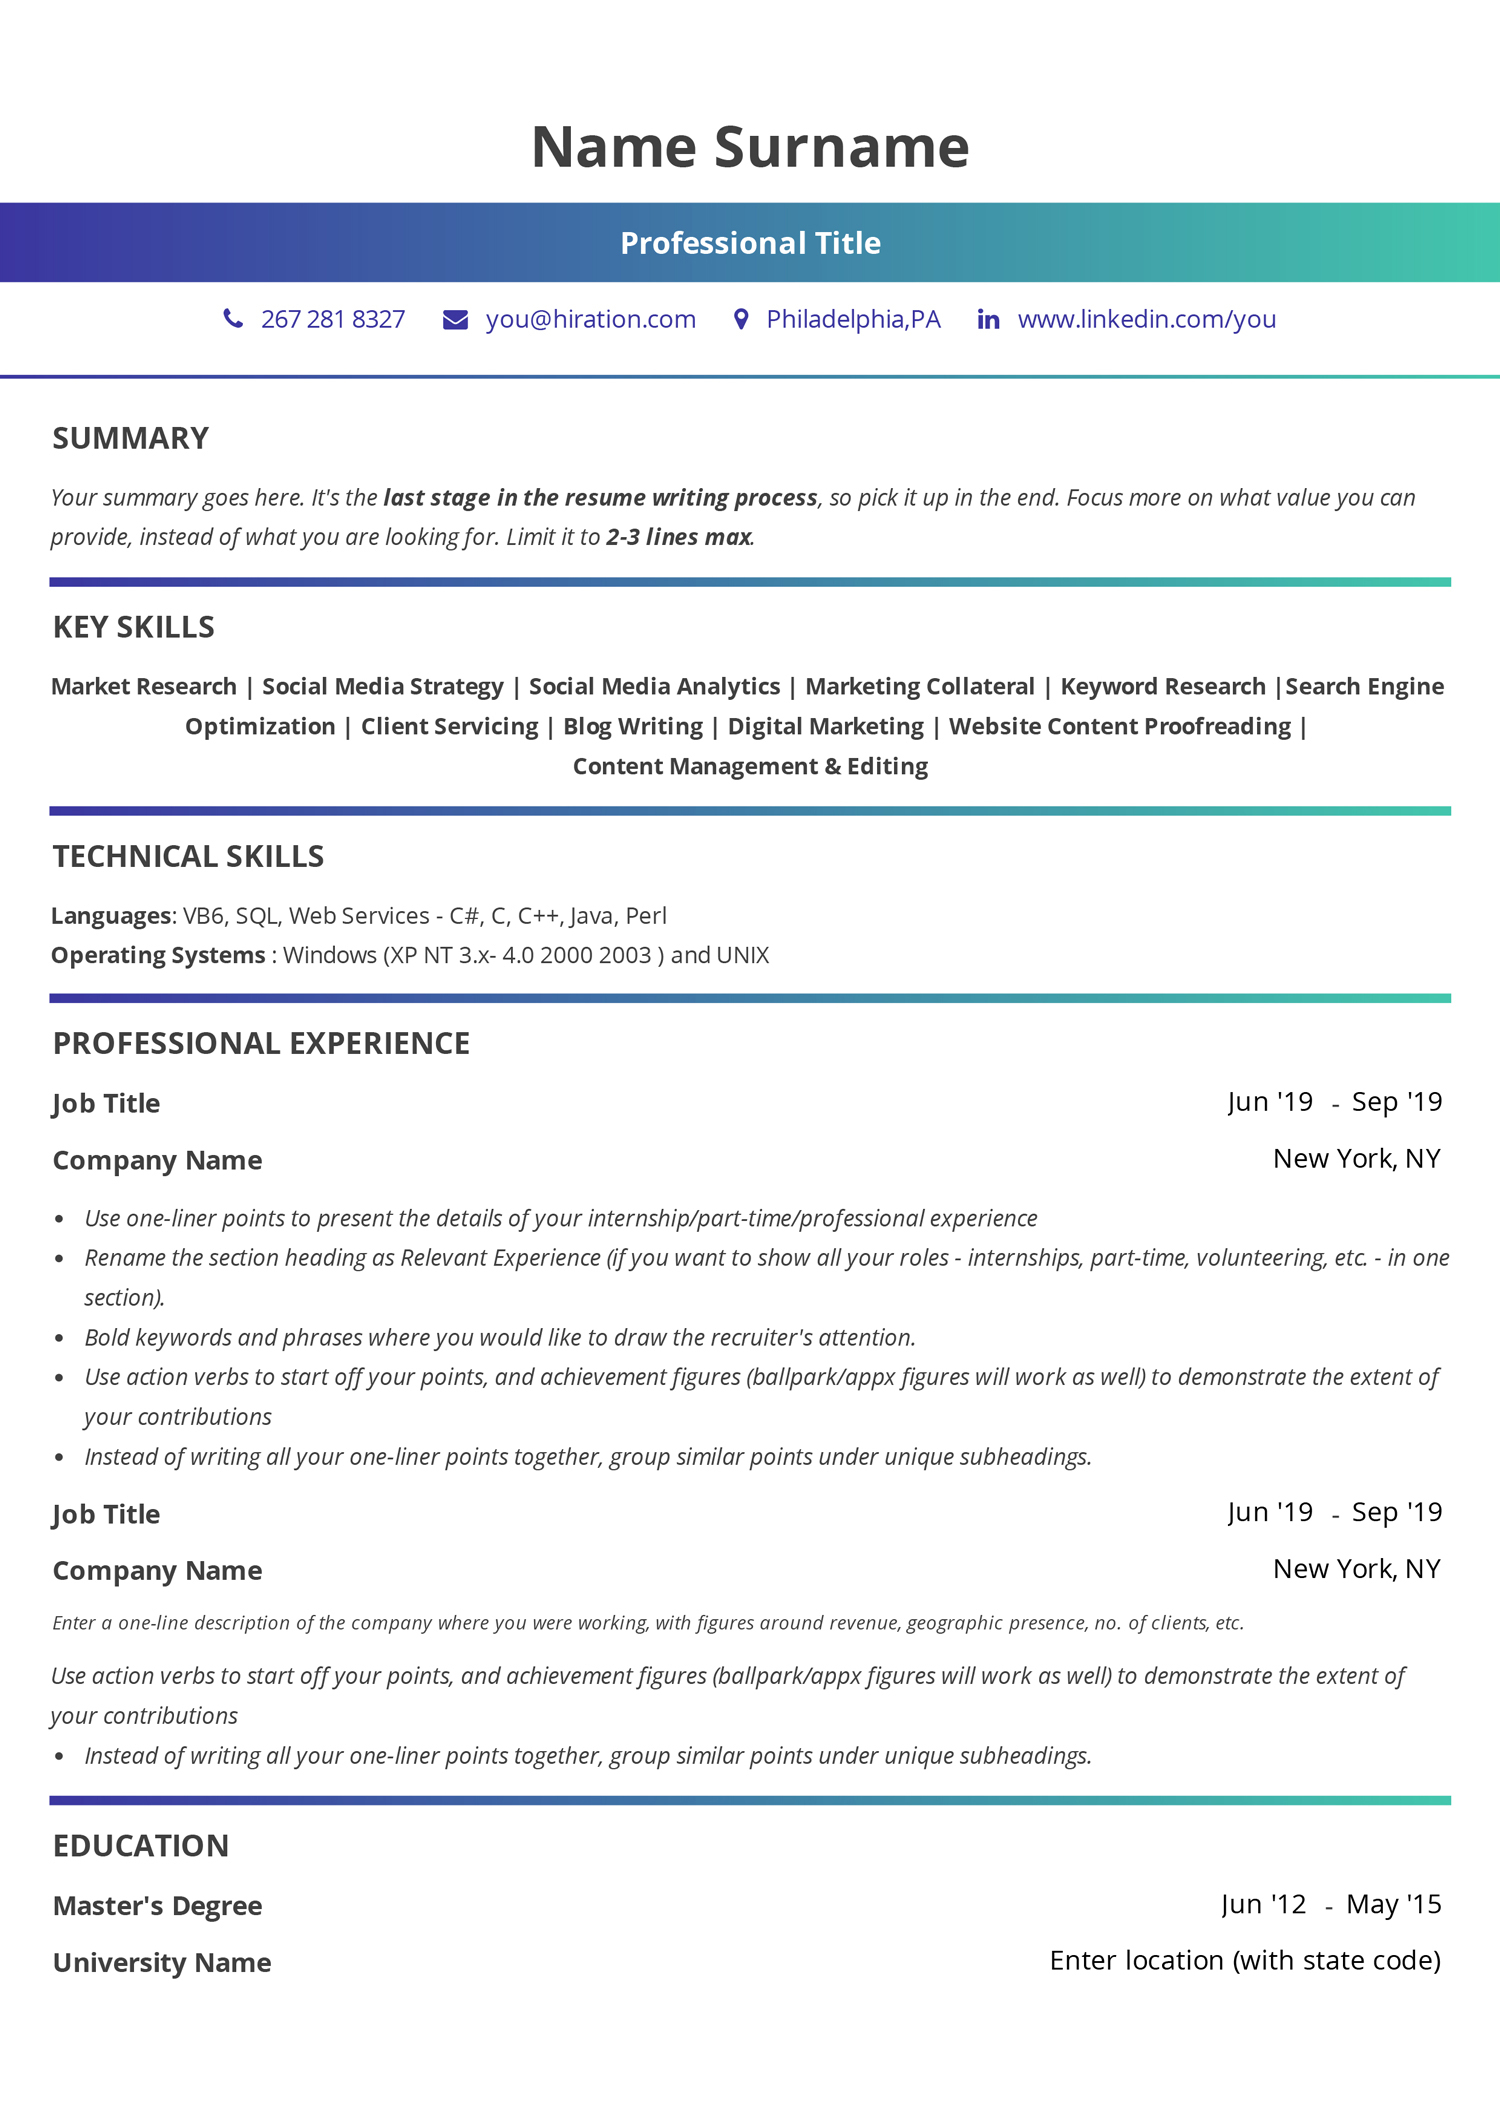 Name Surname
Professional Title
267 281 8327 you@hiration.com Philadelphia,PA in www.linkedin.com/you
SUMMARY
Your summary goes here. It's the last stage in the resume writing process, so pick it up in the end. Focus more on what value you can
provide, instead of what you are looking for. Limit it to 2-3 lines max.
KEY SKILLS
Market Research | Social Media Strategy | Social Media Analytics | Marketing Collateral | Keyword Research |Search Engine
Optimization | Client Servicing | Blog Writing | Digital Marketing | Website Content Proofreading |
Content Management & Editing
TECHNICAL SKILLS
Languages: VB6, SQL, Web Services - C#, C, C++, Java, Perl
Operating Systems : Windows (XP NT 3.x- 4.0 2000 2003 ) and UNIX
PROFESSIONAL EXPERIENCE
Job Title Jun '19 - Sep '19
Company Name New York, NY
• Use one-liner points to present the details of your internship/part-time/professional experience
• Rename the section heading as Relevant Experience (if you want to show all your roles - internships, part-time, volunteering, etc. - in one
section).
• Bold keywords and phrases where you would like to draw the recruiter's attention.
• Use action verbs to start off your points, and achievement figures (ballpark/appx figures will work as well) to demonstrate the extent of
your contributions
• Instead of writing all your one-liner points together, group similar points under unique subheadings.
Job Title Jun '19 - Sep '19
Company Name New York, NY
Enter a one-line description of the company where you were working, with figures around revenue, geographic presence, no. of clients, etc.
Use action verbs to start off your points, and achievement figures (ballpark/appx figures will work as well) to demonstrate the extent of
your contributions
• Instead of writing all your one-liner points together, group similar points under unique subheadings.
EDUCATION
Master's Degree Jun '12 - May '15
University Name Enter location (with state code)